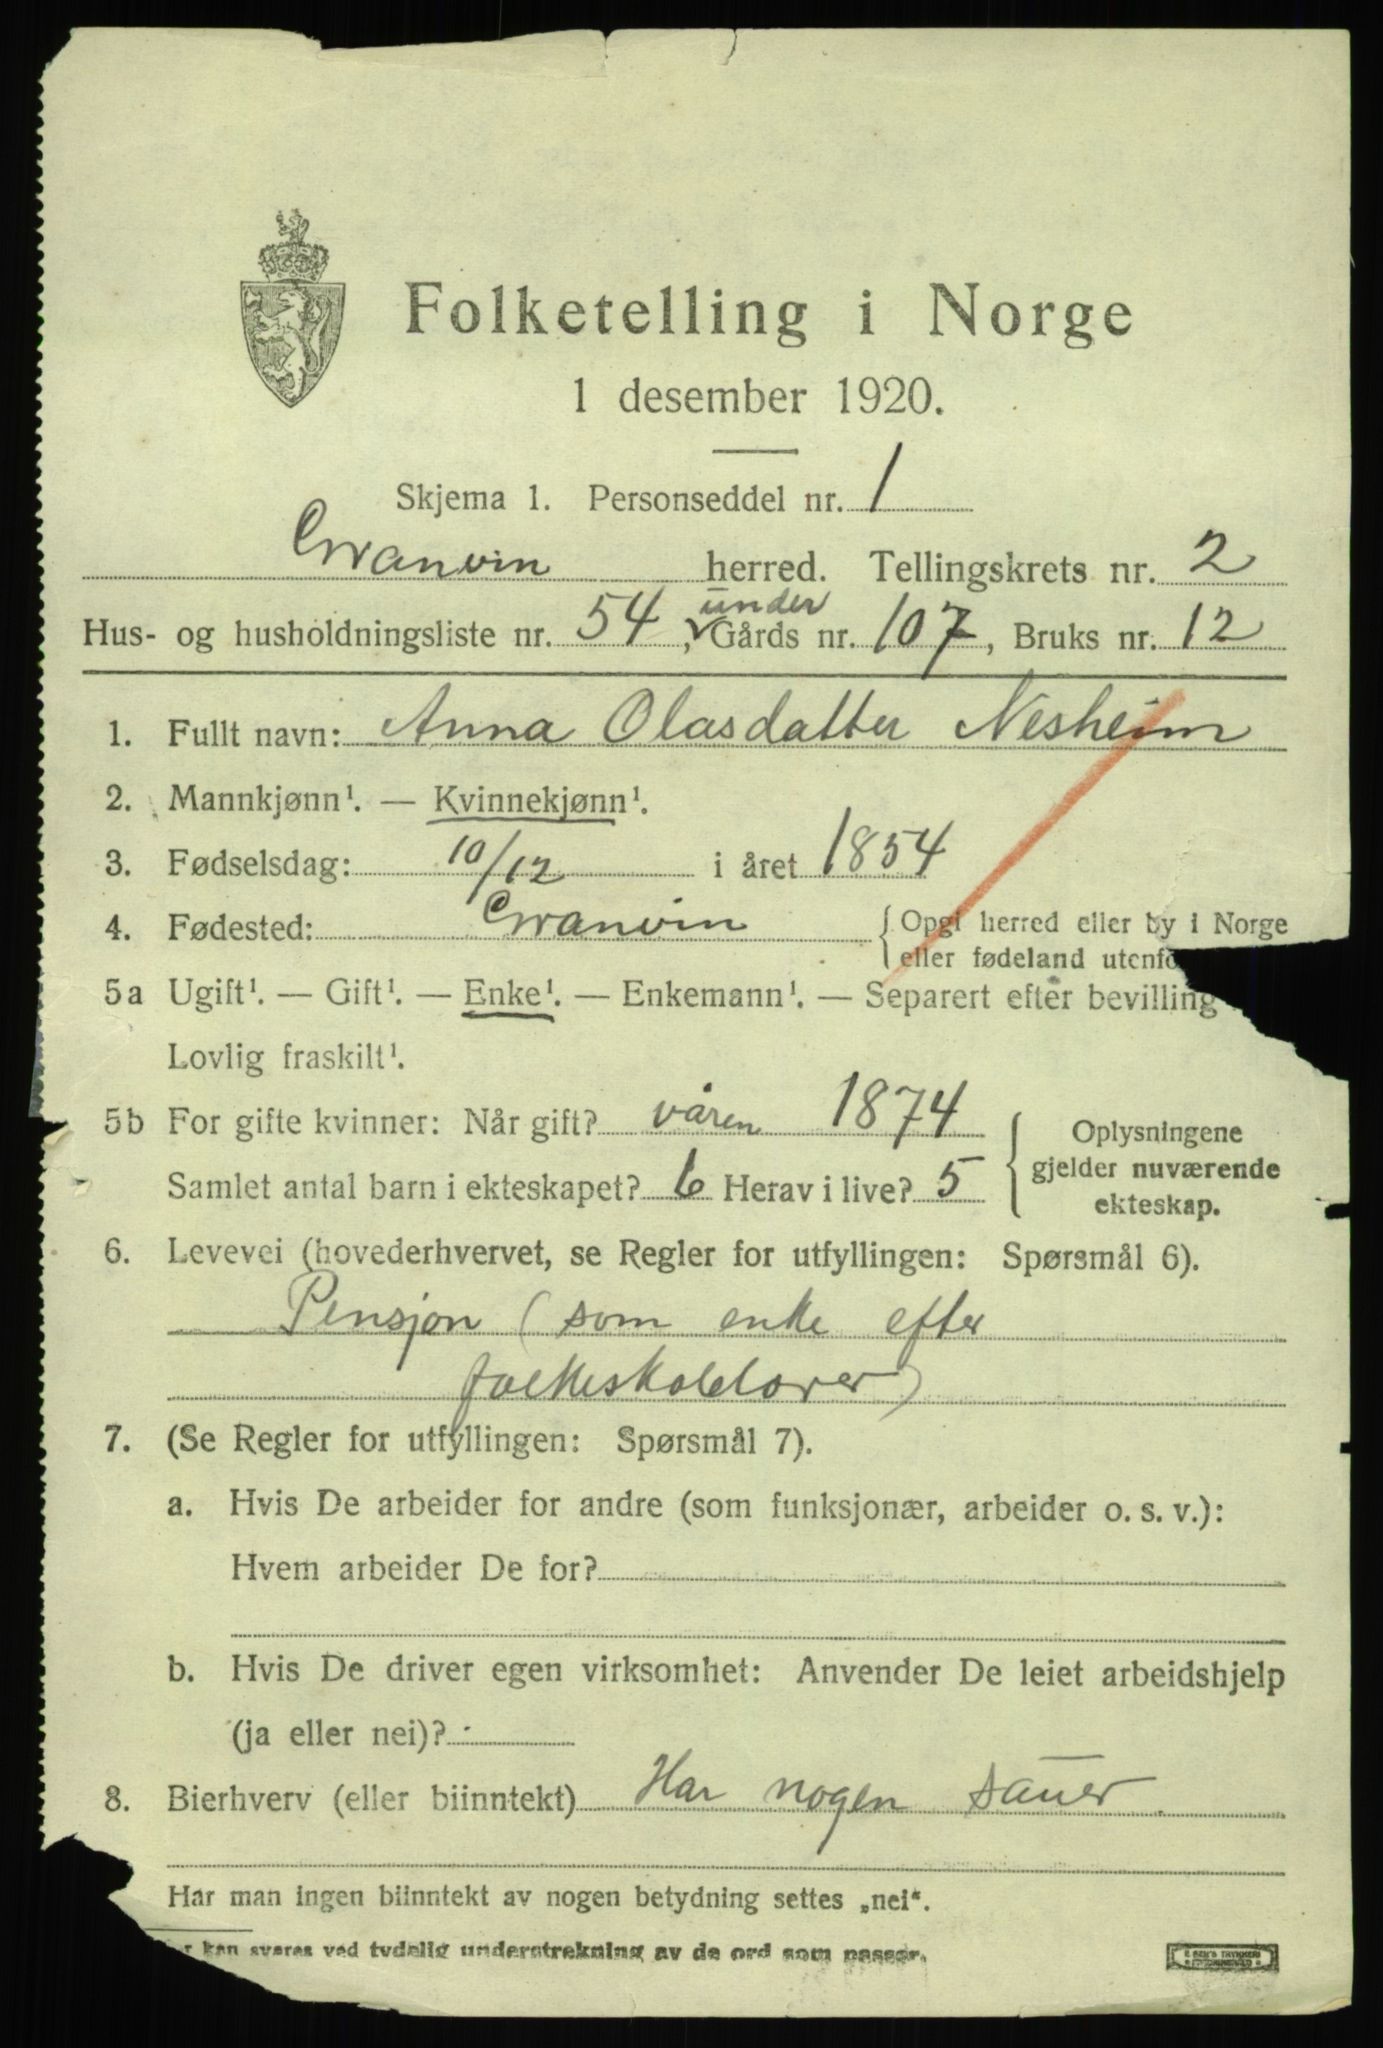 Folketelling i Norge
1 desember 1920.
Skjema 1. Personseddel nr. 1
Granvin herred. Tellingskrets nr. 2
under
Hus- og husholdningsliste nr. 54, Gårds nr. 107, Bruks nr. 12
1. Fullt navn: Anna Olasdatter Nesheim
2. Mannkjønn¹. — Kvinnekjønn¹.
3. Fødselsdag: 10/12 i året 1854
4. Fødested: Granvin { Opgi herred eller by i Norge
eller fødeland utenfo
5a Ugift¹. — Gift¹. — Enke¹. — Enkemann¹. — Separert efter bevilling
Lovlig fraskilt¹.
5b For gifte kvinner: Når gift? våren 1874
Samlet antal barn i ekteskapet? 6 Herav i live? 5
{ Oplysningene
gjelder nuværende
ekteskap.
6. Levevei (hovederhvervet, se Regler for utfyllingen: Spørsmål 6).
Pensjon (som enke efter
folkeskolelærer)
7. (Se Regler for utfyllingen: Spørsmål 7).
a. Hvis De arbeider for andre (som funksjonær, arbeider o. s. v.):
Hvem arbeider De for?
b. Hvis De driver egen virksomhet: Anvender De leiet arbeidshjelp
(ja eller nei)?
8. Bierhverv (eller biinntekt) Har nogen sauer.
Har man ingen biinntekt av nogen betydning settes „nei“.
kan svares ved tydelig understrekning av de ord som passer.